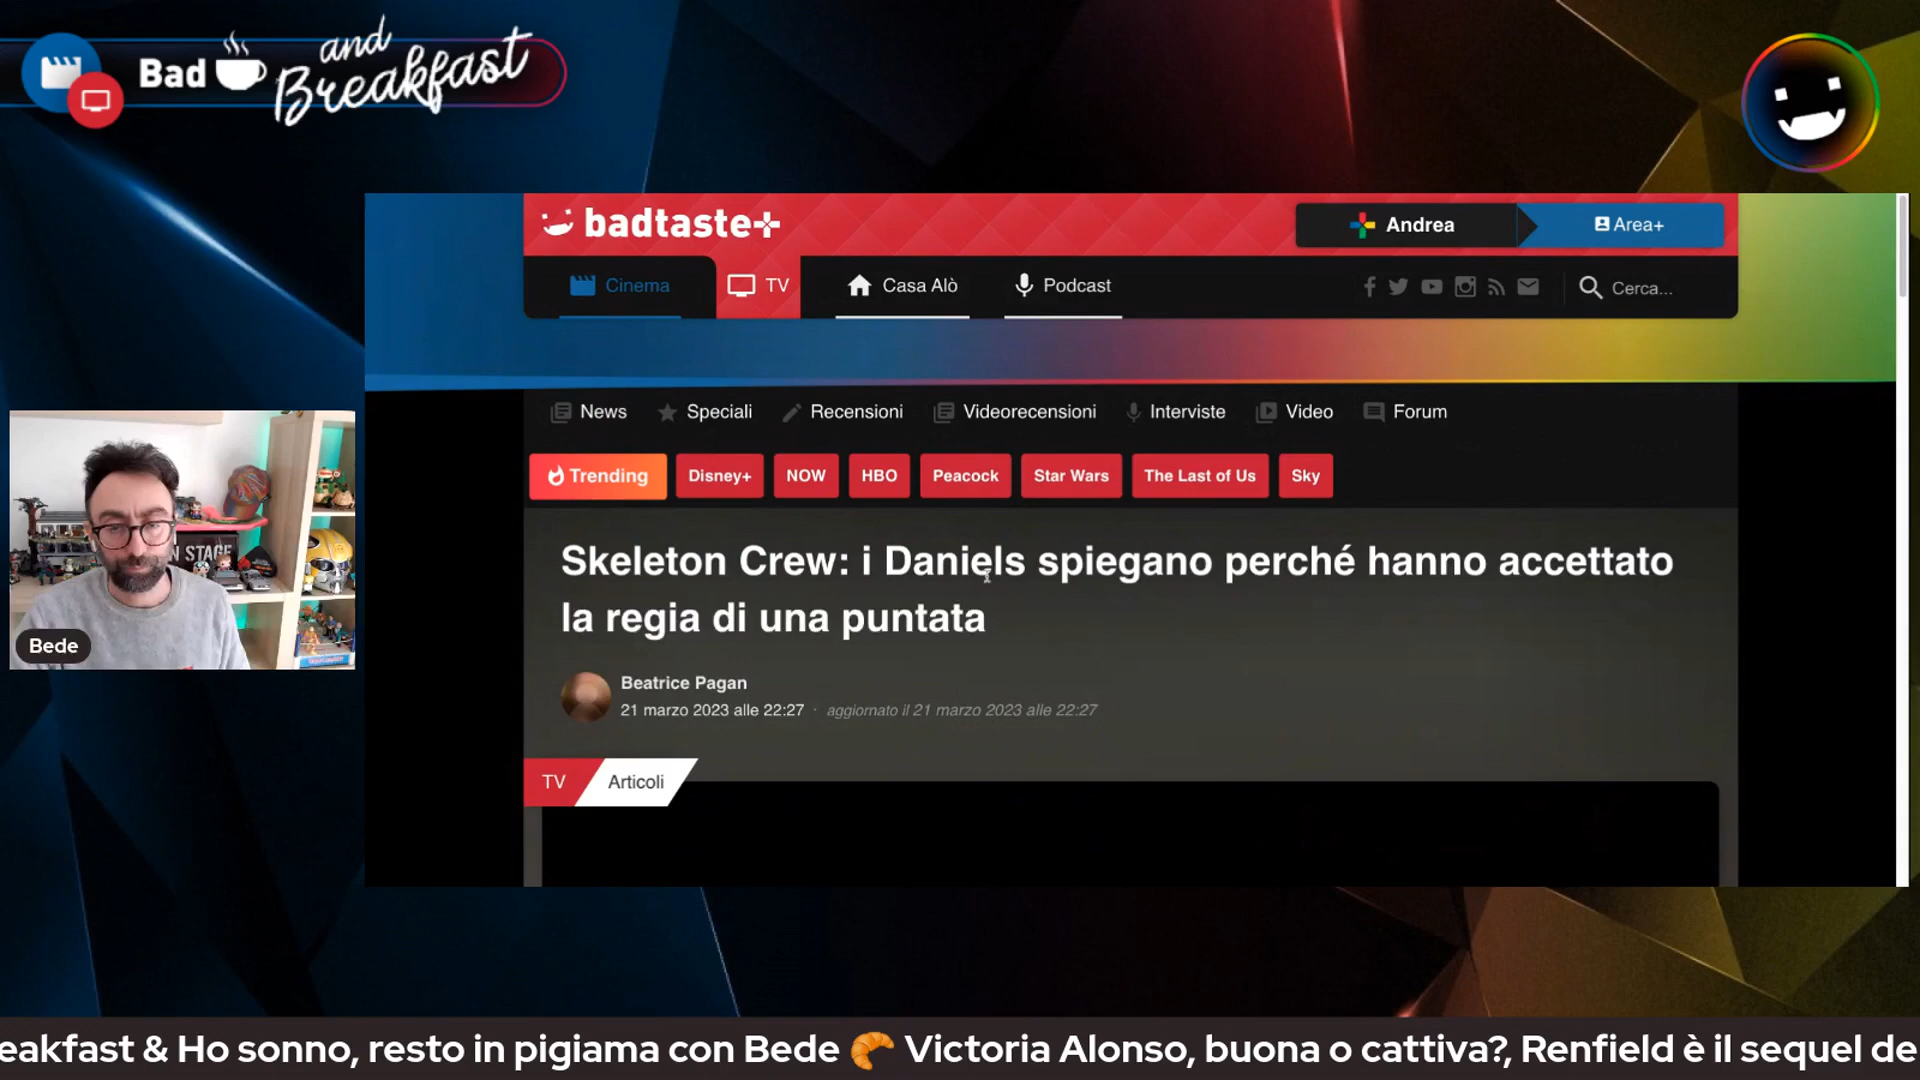 Bad and Breakfast
badtaste+
Andrea
Area+
Cinema
TV
Casa Alò
Podcast
Cerca...
News
Speciali
Recensioni
Videorecensioni
Interviste
Video
Forum
Trending
Disney+
NOW
HBO
Peacock
Star Wars
The Last of Us
Sky
Skeleton Crew: i Daniels spiegano perché hanno accettato
la regia di una puntata
Beatrice Pagan
21 marzo 2023 alle 22:27 · aggiornato il 21 marzo 2023 alle 22:27
N STAGE
Bede
TV
Articoli
eakfast & Ho sonno, resto in pigiama con Bede 🥐 Victoria Alonso, buona o cattiva?, Renfield è il sequel de